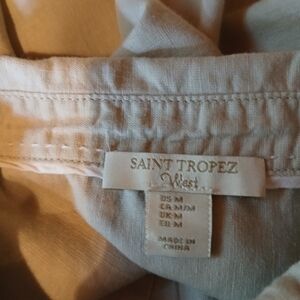 SAINT TROPEZ
West
US M
CA M/M
UK M
EU M
MADE IN
CHINA